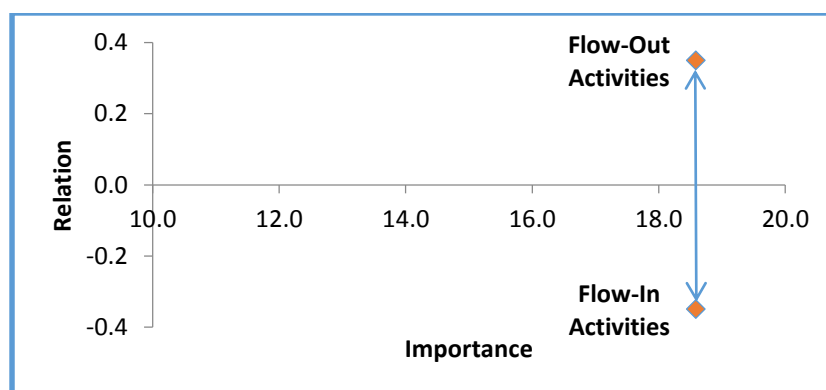 0.4
Flow-Out
Activities
0.2
0.0
10.0 12.0 14.0 16.0 18.0 20.0
Relation
-0.2
Flow-In
Activities
-0.4
Importance